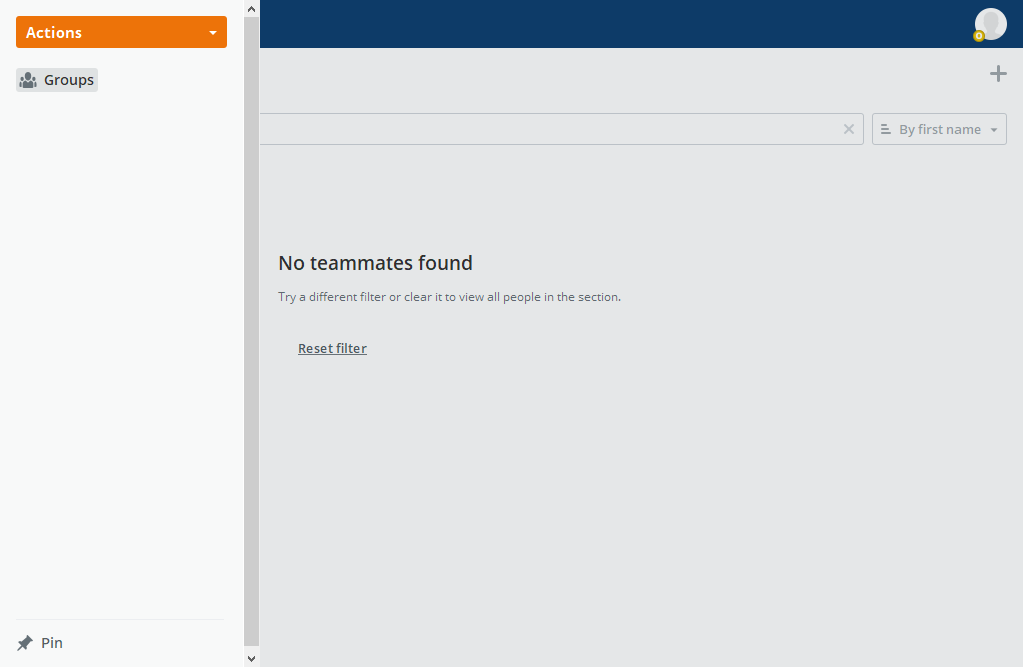 Actions
Groups
By first name
No teammates found
Try a different filter or clear it to view all people in the section.
Reset filter
Pin